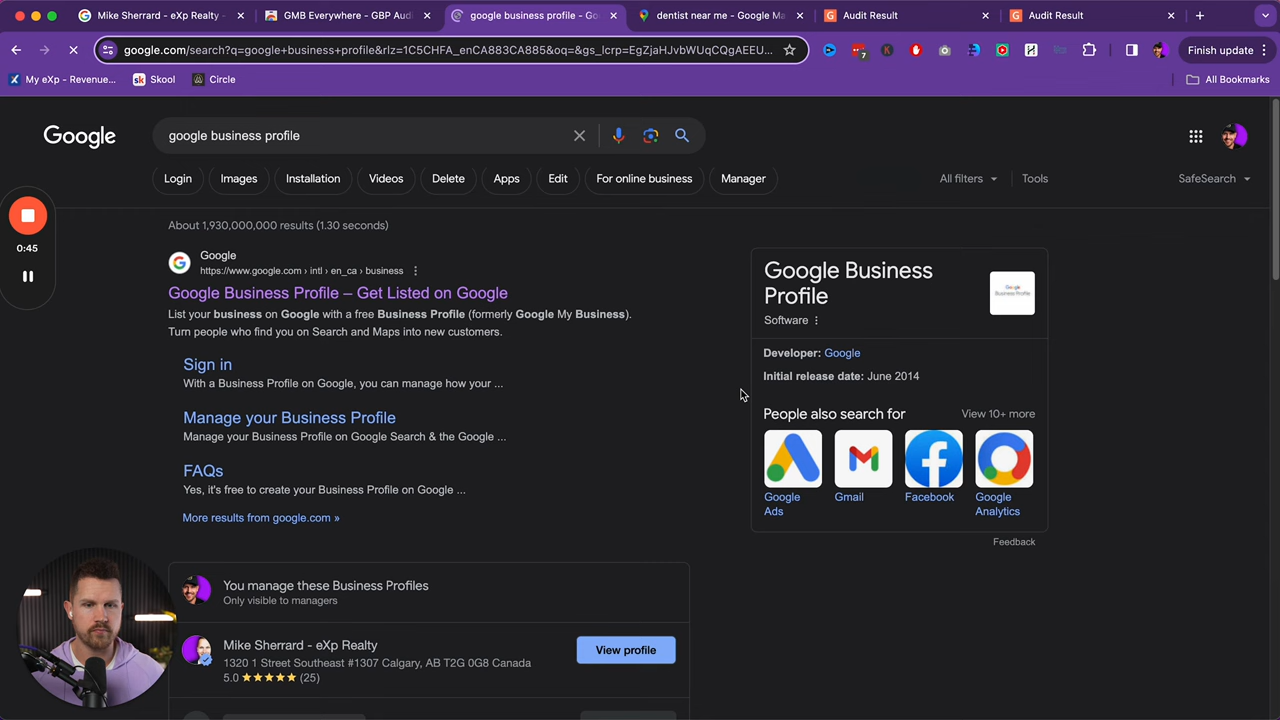 Mike Sherrard - eXp Realty -
GMB Everywhere – GBP Aud
google business profile - Go
dentist near me - Google Ma
Audit Result
Audit Result
google.com/search?q=google+business+profile&rlz=1C5CHFA_enCA883CA885&oq=&gs_lcrp=EgZjaHJvbWUqCQgAEEU...
7
Finish update
My eXp - Revenue...
Skool
Circle
All Bookmarks
Google
google business profile
Login
Images
Installation
Videos
Delete
Apps
Edit
For online business
Manager
All filters
Tools
SafeSearch
About 1,930,000,000 results (1.30 seconds)
0:45
Google
https://www.google.com › intl › en_ca › business
Google Business Profile – Get Listed on Google
List your business on Google with a free Business Profile (formerly Google My Business).
Turn people who find you on Search and Maps into new customers.
Sign in
With a Business Profile on Google, you can manage how your ...
Manage your Business Profile
Manage your Business Profile on Google Search & the Google ...
FAQs
Yes, it's free to create your Business Profile on Google ...
More results from google.com »
Google Business
Profile
Software
Google
Business Profile
Developer: Google
Initial release date: June 2014
People also search for
View 10+ more
Google
Ads
Gmail
Facebook
Google
Analytics
Feedback
You manage these Business Profiles
Only visible to managers
Mike Sherrard - eXp Realty
1320 1 Street Southeast #1307 Calgary, AB T2G 0G8 Canada
5.0 ★★★★★ (25)
View profile